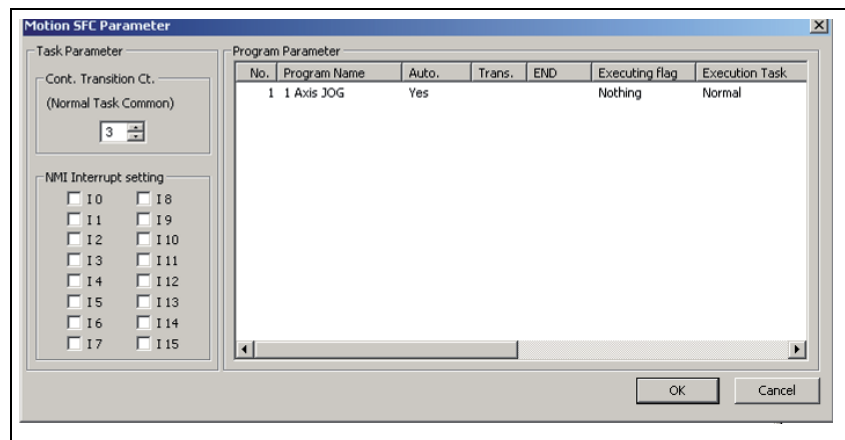 Motion SFC Parameter
Task Parameter
Cont. Transition Ct.
(Normal Task Common)
3
NMI Interrupt setting
I 0 I 8
I 1 I 9
I 2 I 10
I 3 I 11
I 4 I 12
I 5 I 13
I 6 I 14
I 7 I 15
Program Parameter
No. Program Name Auto. Trans. END Executing flag Execution Task
1 1 Axis JOG Yes Nothing Normal
OK Cancel